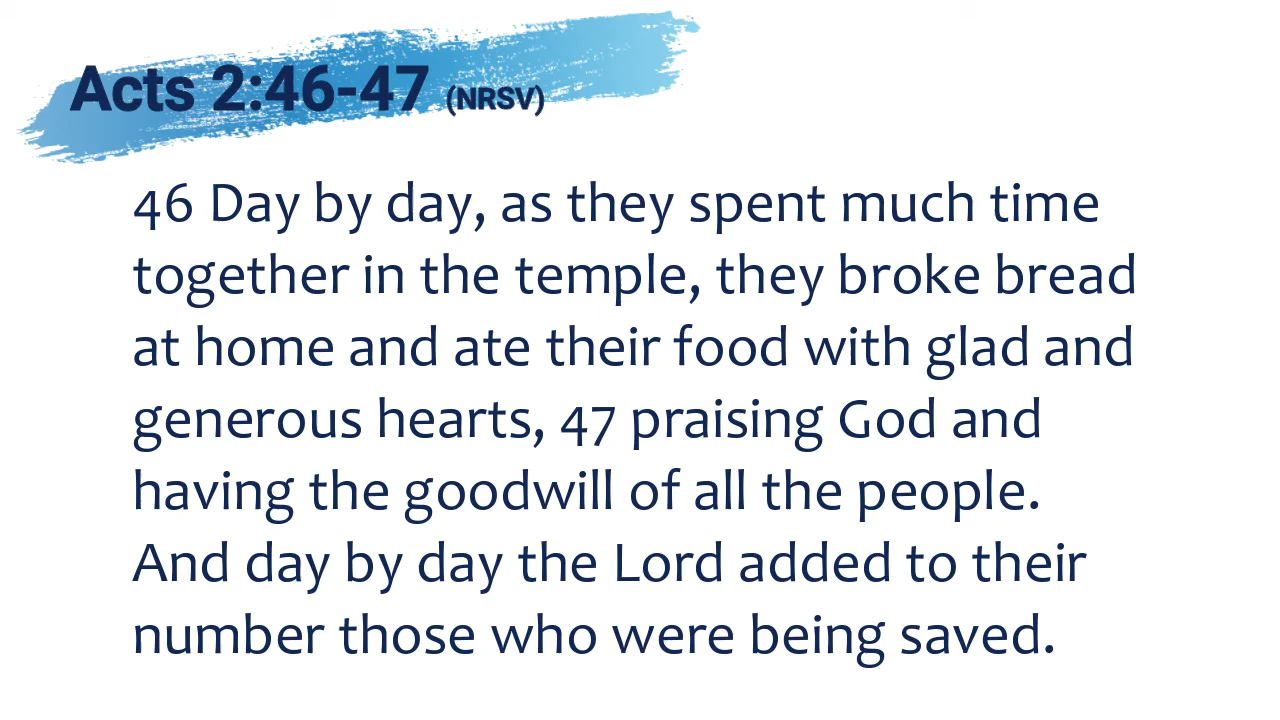 Acts 2:46-47 (NRSV)
46 Day by day, as they spent much time
together in the temple, they broke bread
at home and ate their food with glad and
generous hearts, 47 praising God and
having the goodwill of all the people.
And day by day the Lord added to their
number those who were being saved.